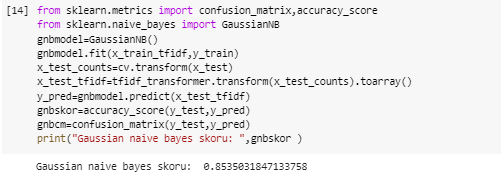 [14] from sklearn.metrics import confusion_matrix,accuracy_score
from sklearn.naive_bayes import GaussianNB
gnbmodel=GaussianNB()
gnbmodel.fit(x_train_tfidf,y_train)
x_test_counts=cv.transform(x_test)
x_test_tfidf=tfidf_transformer.transform(x_test_counts).toarray()
y_pred=gnbmodel.predict(x_test_tfidf)
gnbskor=accuracy_score(y_test,y_pred)
gnbcm=confusion_matrix(y_test,y_pred)
print("Gaussian naive bayes skoru: ",gnbskor )
Gaussian naive bayes skoru:  0.8535031847133758